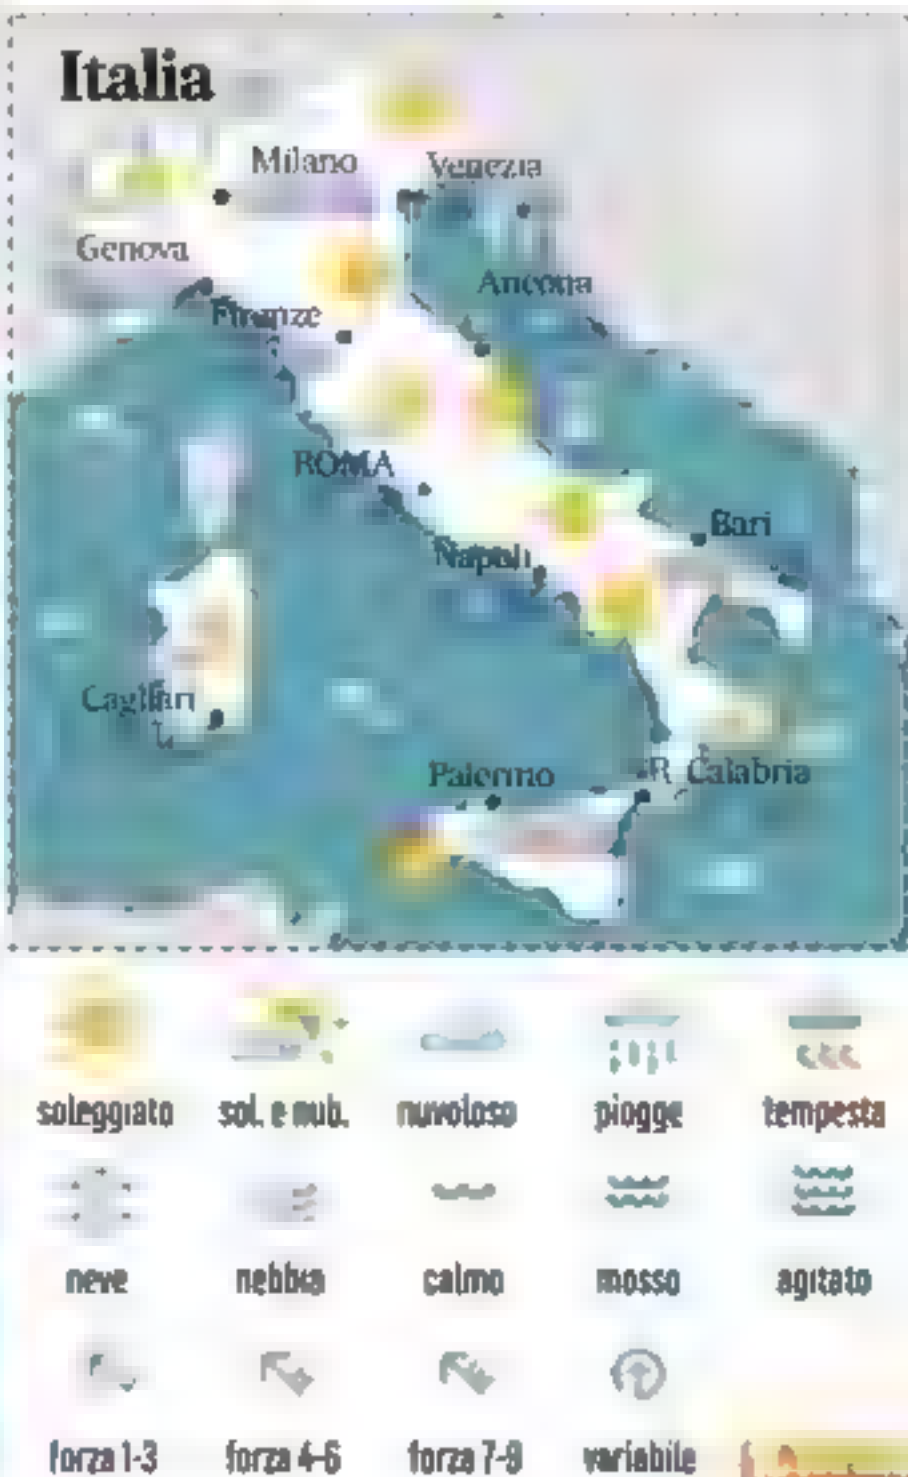 Italia
Milano
Venezia
Genova
Ancona
Firenze
ROMA
Bari
Napoli
Cagliari
Palermo
R. Calabria
soleggiato sol. e nub. nuvoloso piogge tempesta
neve nebbia calmo mosso agitato
forza 1-3 forza 4-6 forza 7-9 variabile